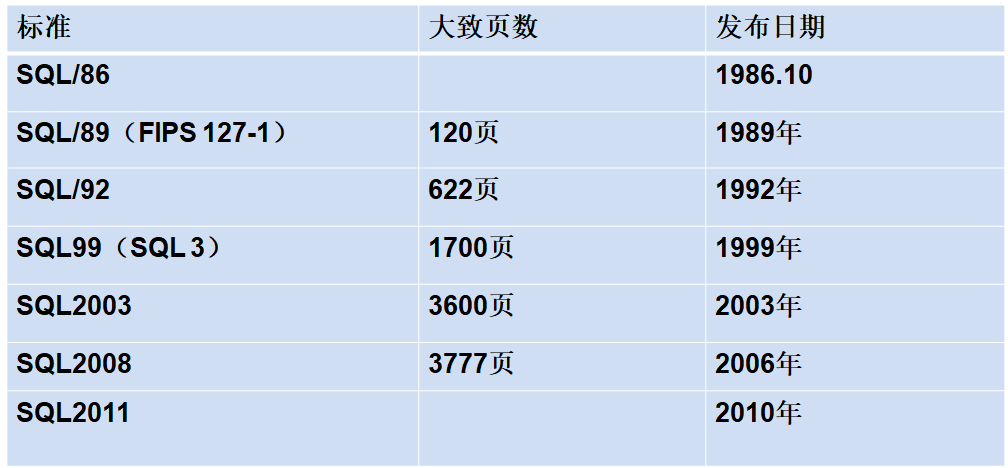 标准 大致页数 发布日期
SQL/86 1986.10
SQL/89（FIPS 127-1） 120页 1989年
SQL/92 622页 1992年
SQL99（SQL 3） 1700页 1999年
SQL2003 3600页 2003年
SQL2008 3777页 2006年
SQL2011 2010年